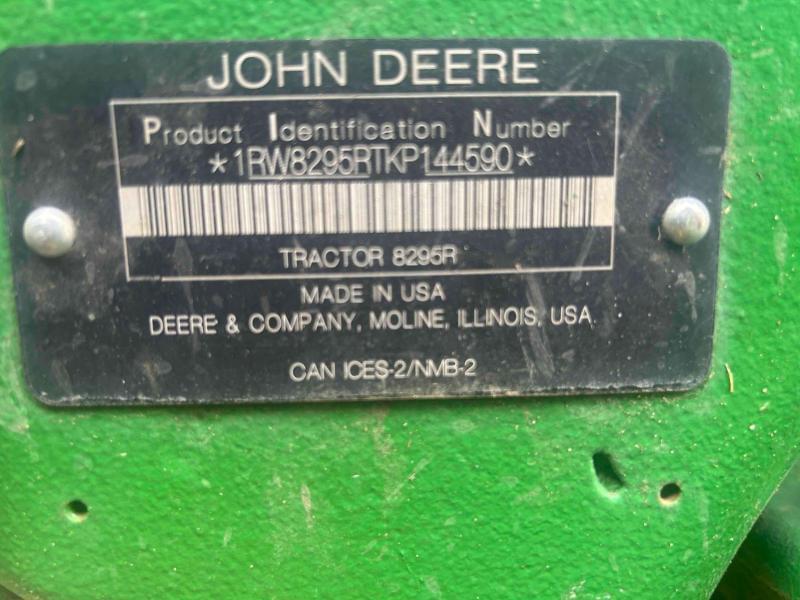 JOHN DEERE
Product Identification Number
*1RW8295RTKP144590*
TRACTOR 8295R
MADE IN USA
DEERE & COMPANY, MOLINE, ILLINOIS, USA
CAN ICES-2/NMB-2